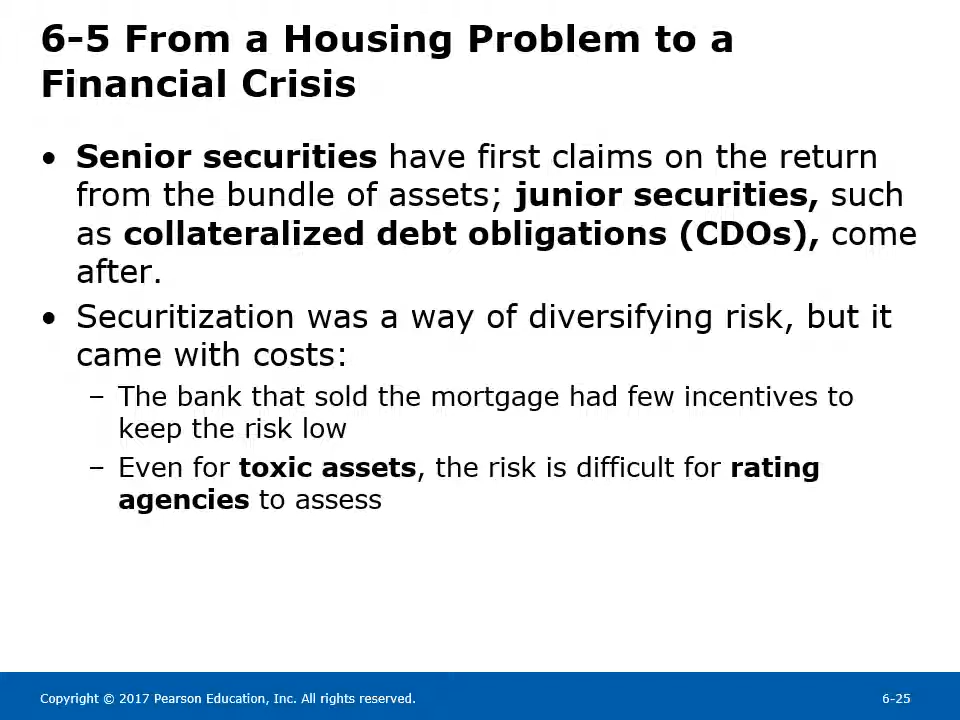 6-5 From a Housing Problem to a
Financial Crisis
• Senior securities have first claims on the return
from the bundle of assets; junior securities, such
as collateralized debt obligations (CDOs), come
after.
• Securitization was a way of diversifying risk, but it
came with costs:
– The bank that sold the mortgage had few incentives to
keep the risk low
– Even for toxic assets, the risk is difficult for rating
agencies to assess
Copyright © 2017 Pearson Education, Inc. All rights reserved.
6-25